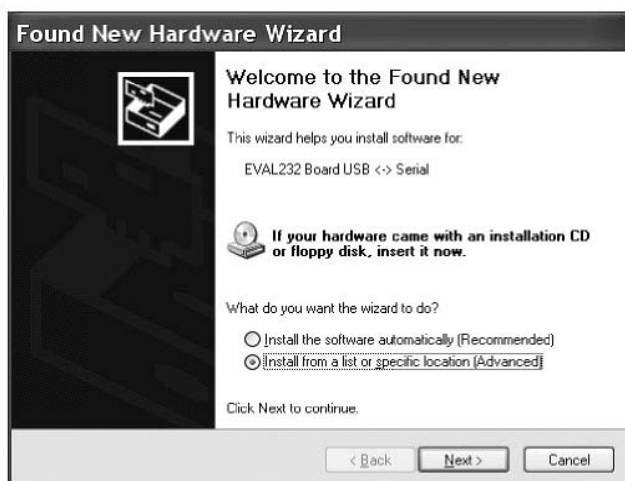 Found New Hardware Wizard
Welcome to the Found New
Hardware Wizard
This wizard helps you install software for:
EVAL232 Board USB <-> Serial
If your hardware came with an installation CD
or floppy disk, insert it now.
What do you want the wizard to do?
Install the software automatically (Recommended)
Install from a list or specific location (Advanced)
Click Next to continue.
< Back Next > Cancel